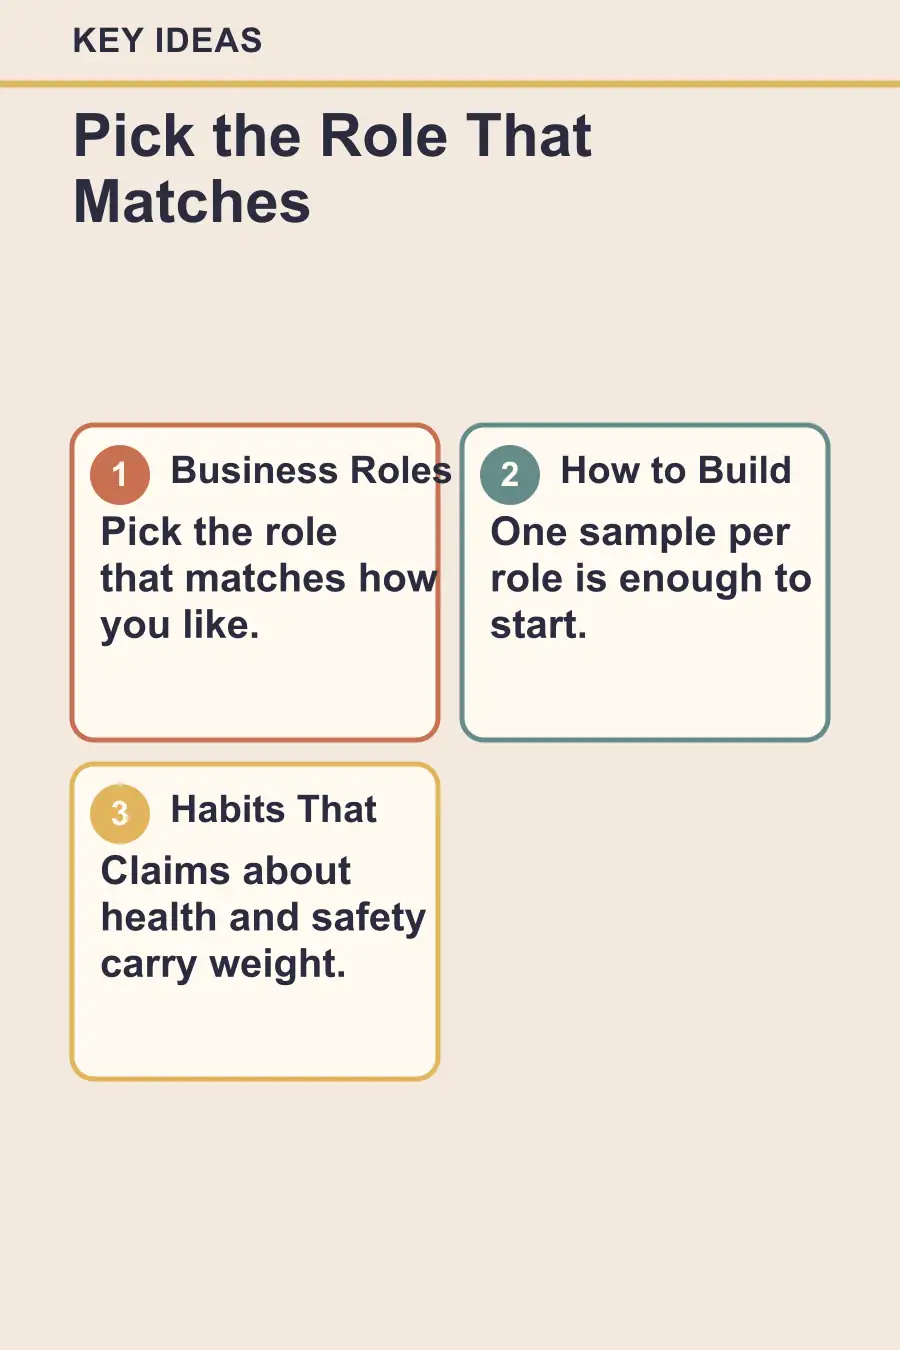 KEY IDEAS
Pick the Role That
Matches
1
Business Roles
Pick the role
that matches how
you like.
2
How to Build
One sample per
role is enough to
start.
3
Habits That
Claims about
health and safety
carry weight.